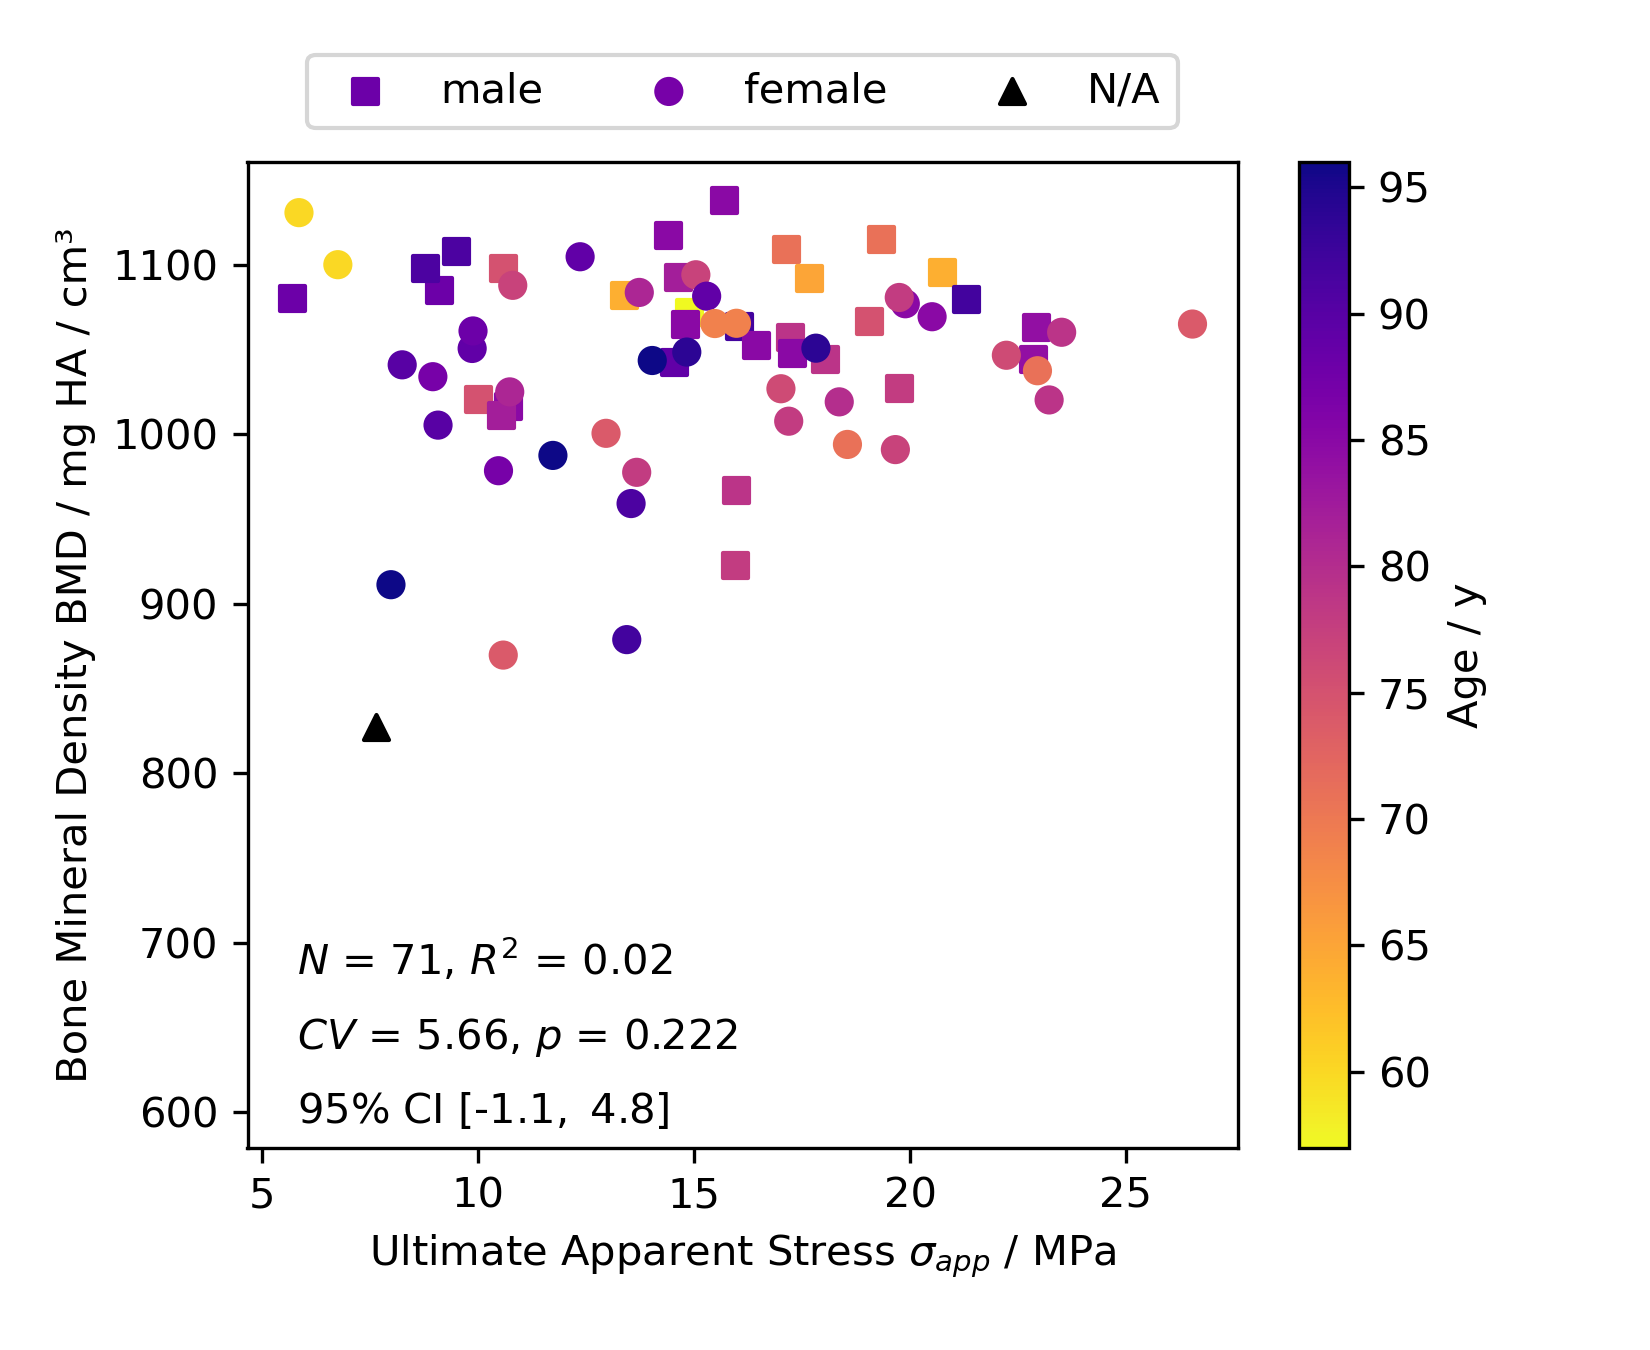 male female N/A
1100
1000
900
800
700
600
Bone Mineral Density BMD / mg HA / cm³
N = 71, R² = 0.02
CV = 5.66, p = 0.222
95% CI [-1.1, 4.8]
5 10 15 20 25
Ultimate Apparent Stress σapp / MPa
95
90
85
80
75
70
65
60
Age / y